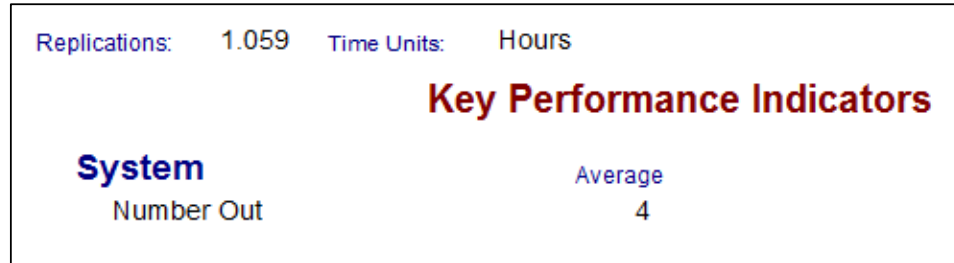 Replications: 1.059 Time Units: Hours
Key Performance Indicators
System Average
Number Out 4